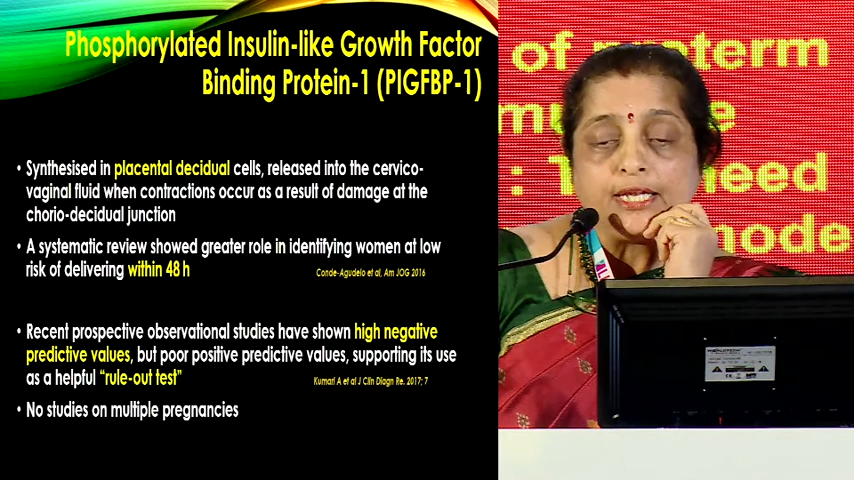 Phosphorylated Insulin-like Growth Factor
Binding Protein-1 (PIGFBP-1)
• Synthesised in placental decidual cells, released into the cervico-
vaginal fluid when contractions occur as a result of damage at the
chorio-decidual junction
• A systematic review showed greater role in identifying women at low
risk of delivering within 48 h
Conde-Agudelo et al, Am JOG 2016
• Recent prospective observational studies have shown high negative
predictive values, but poor positive predictive values, supporting its use
as a helpful “rule-out test”
Kumari A et al J Clin Diagn Re. 2017; 7
• No studies on multiple pregnancies
of preterm
: T need
mode